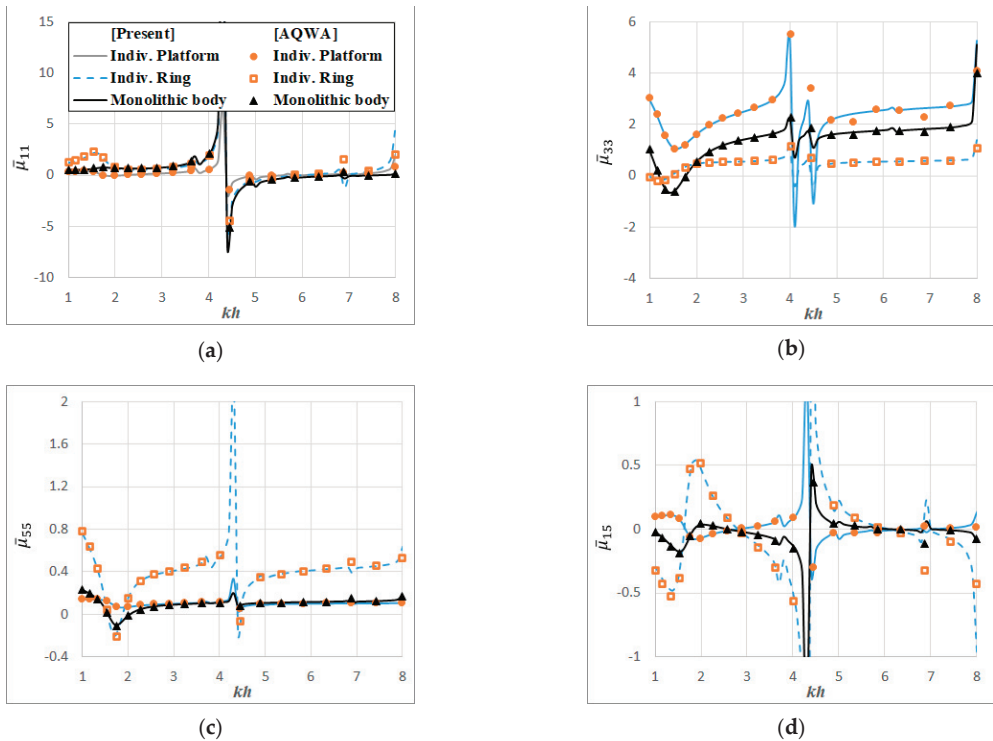 [Present] [AQWA]
Indiv. Platform Indiv. Platform
Indiv. Ring Indiv. Ring
Monolithic body Monolithic body
15
10
5
0
-5
-10
μ̄11
1 2 3 4 5 6 7 8
kh
(a)
6
4
2
0
-2
-4
μ̄33
1 2 3 4 5 6 7 8
kh
(b)
2
1.6
1.2
0.8
0.4
0
-0.4
μ̄55
1 2 3 4 5 6 7 8
kh
(c)
1
0.5
0
-0.5
-1
μ̄15
1 2 3 4 5 6 7 8
kh
(d)